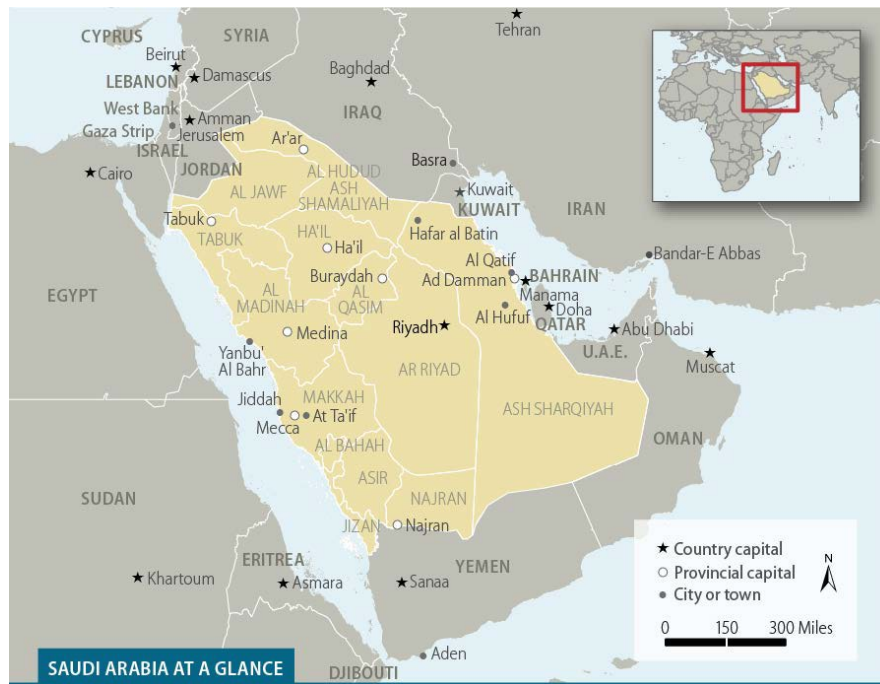 CYPRUS
SYRIA
Tehran
Beirut
Damascus
Baghdad
LEBANON
West Bank
IRAQ
Amman
Gaza Strip
Jerusalem
ISRAEL
Ar'ar
Basra
JORDAN
Cairo
AL HUDUD
ASH
SHAMALIYAH
AL JAWF
Kuwait
KUWAIT
IRAN
Tabuk
TABUK
HA'IL
Ha'il
Hafar al Batin
Bandar-E Abbas
Al Qatif
Buraydah
Ad Damman
BAHRAIN
Manama
EGYPT
AL
MADINAH
AL
QASIM
Doha
Al Hufuf
QATAR
Medina
Riyadh
Abu Dhabi
U.A.E.
Yanbu'
Al Bahr
Muscat
AR RIYAD
Jiddah
MAKKAH
ASH SHARQIYAH
Mecca
At Ta'if
OMAN
AL BAHAH
ASIR
SUDAN
NAJRAN
JIZAN
Najran
ERITREA
YEMEN
Khartoum
Asmara
Sanaa
Country capital
Provincial capital
City or town
N
0 150 300 Miles
Aden
SAUDI ARABIA AT A GLANCE
DJIBOUTI